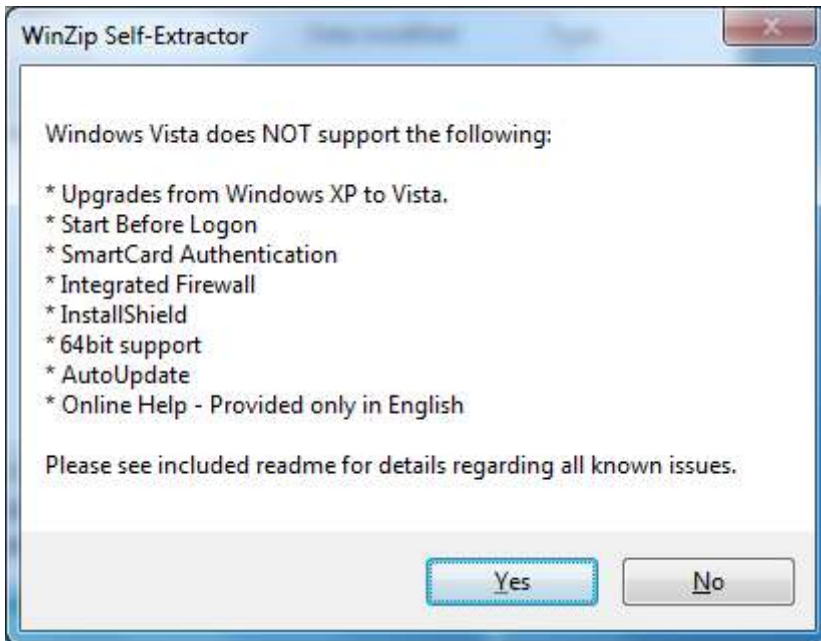 WinZip Self-Extractor
Windows Vista does NOT support the following:
* Upgrades from Windows XP to Vista.
* Start Before Logon
* SmartCard Authentication
* Integrated Firewall
* InstallShield
* 64bit support
* AutoUpdate
* Online Help - Provided only in English
Please see included readme for details regarding all known issues.
Yes
No